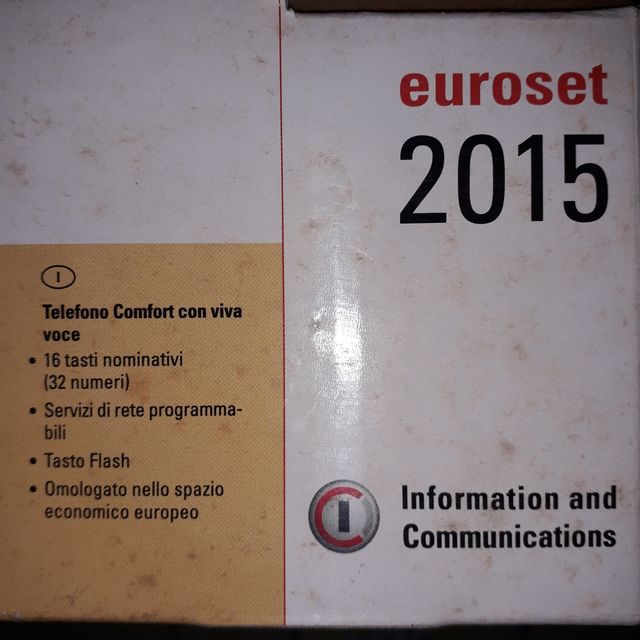 euroset
2015
I
Telefono Comfort con viva
voce
• 16 tasti nominativi
(32 numeri)
• Servizi di rete programma-
bili
• Tasto Flash
• Omologato nello spazio
economico europeo
CI
Information and
Communications